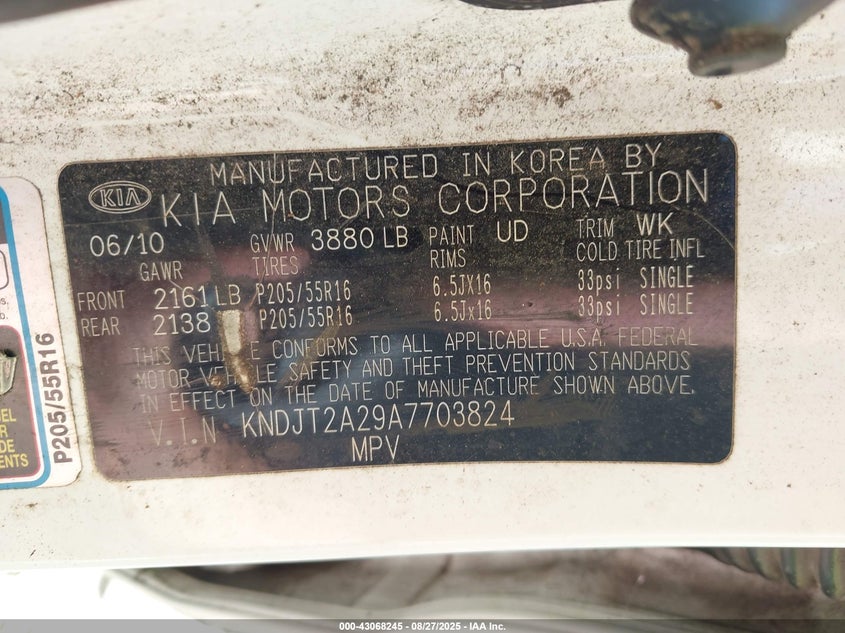 MANUFACTURED IN KOREA BY
KIA KIA MOTORS CORPORATION
06/10 GVWR 3880 LB PAINT UD TRIM WK
GAWR TIRES RIMS COLD TIRE INFL
FRONT 2161 LB P205/55R16 6.5JX16 33psi SINGLE
REAR 2138 P205/55R16 6.5Jx16 33psi SINGLE
THIS VEHICLE CONFORMS TO ALL APPLICABLE U.S.A. FEDERAL
MOTOR VEHICLE SAFETY AND THEFT PREVENTION STANDARDS
IN EFFECT ON THE DATE OF MANUFACTURE SHOWN ABOVE.
V.I.N KNDJT2A29A7703824
MPV
P205/55R16
000-43068245 - 08/27/2025 - IAA Inc.